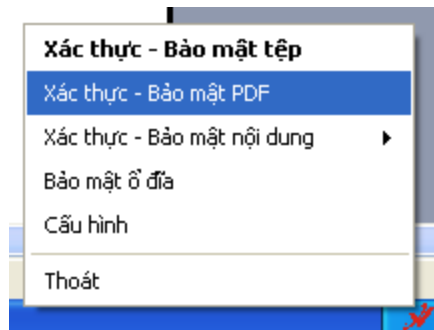 Xác thực - Bảo mật tệp
Xác thực - Bảo mật PDF
Xác thực - Bảo mật nội dung
Bảo mật ổ đĩa
Cấu hình
Thoát